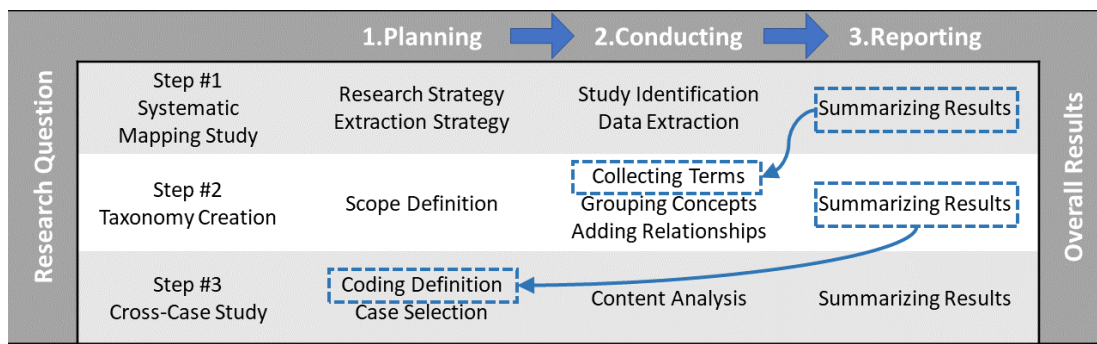 1.Planning
2.Conducting
3.Reporting
Research Question
Step #1
Systematic
Mapping Study
Research Strategy
Extraction Strategy
Study Identification
Data Extraction
Summarizing Results
Step #2
Taxonomy Creation
Scope Definition
Collecting Terms
Grouping Concepts
Adding Relationships
Summarizing Results
Step #3
Cross-Case Study
Coding Definition
Case Selection
Content Analysis
Summarizing Results
Overall Results